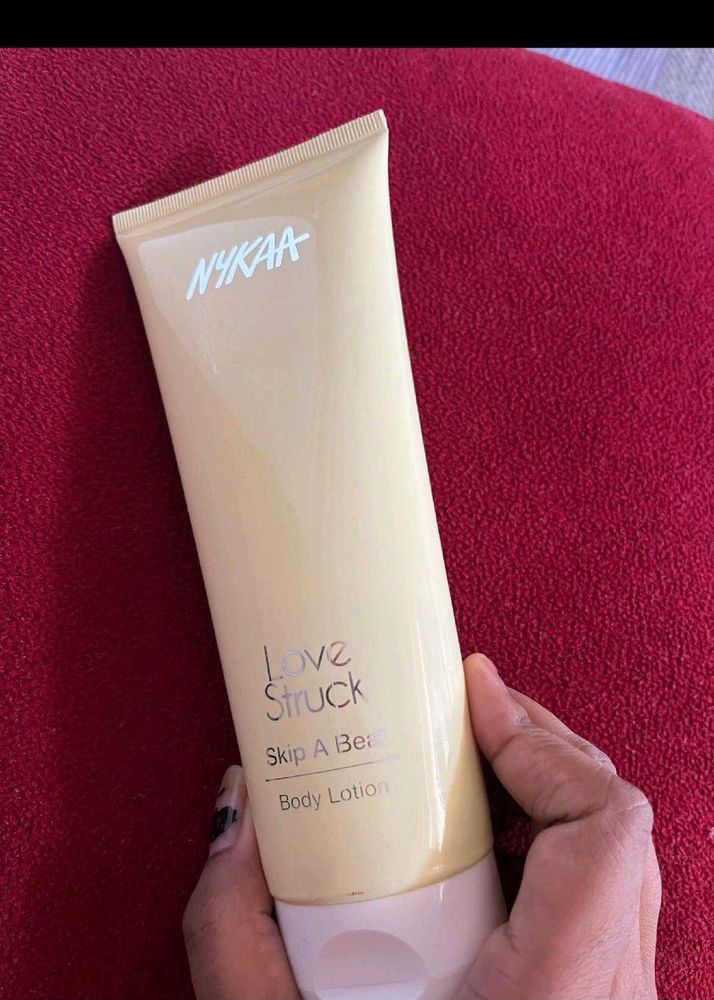 NYKAA
Love
Struck
Skip A Beat
Body Lotion